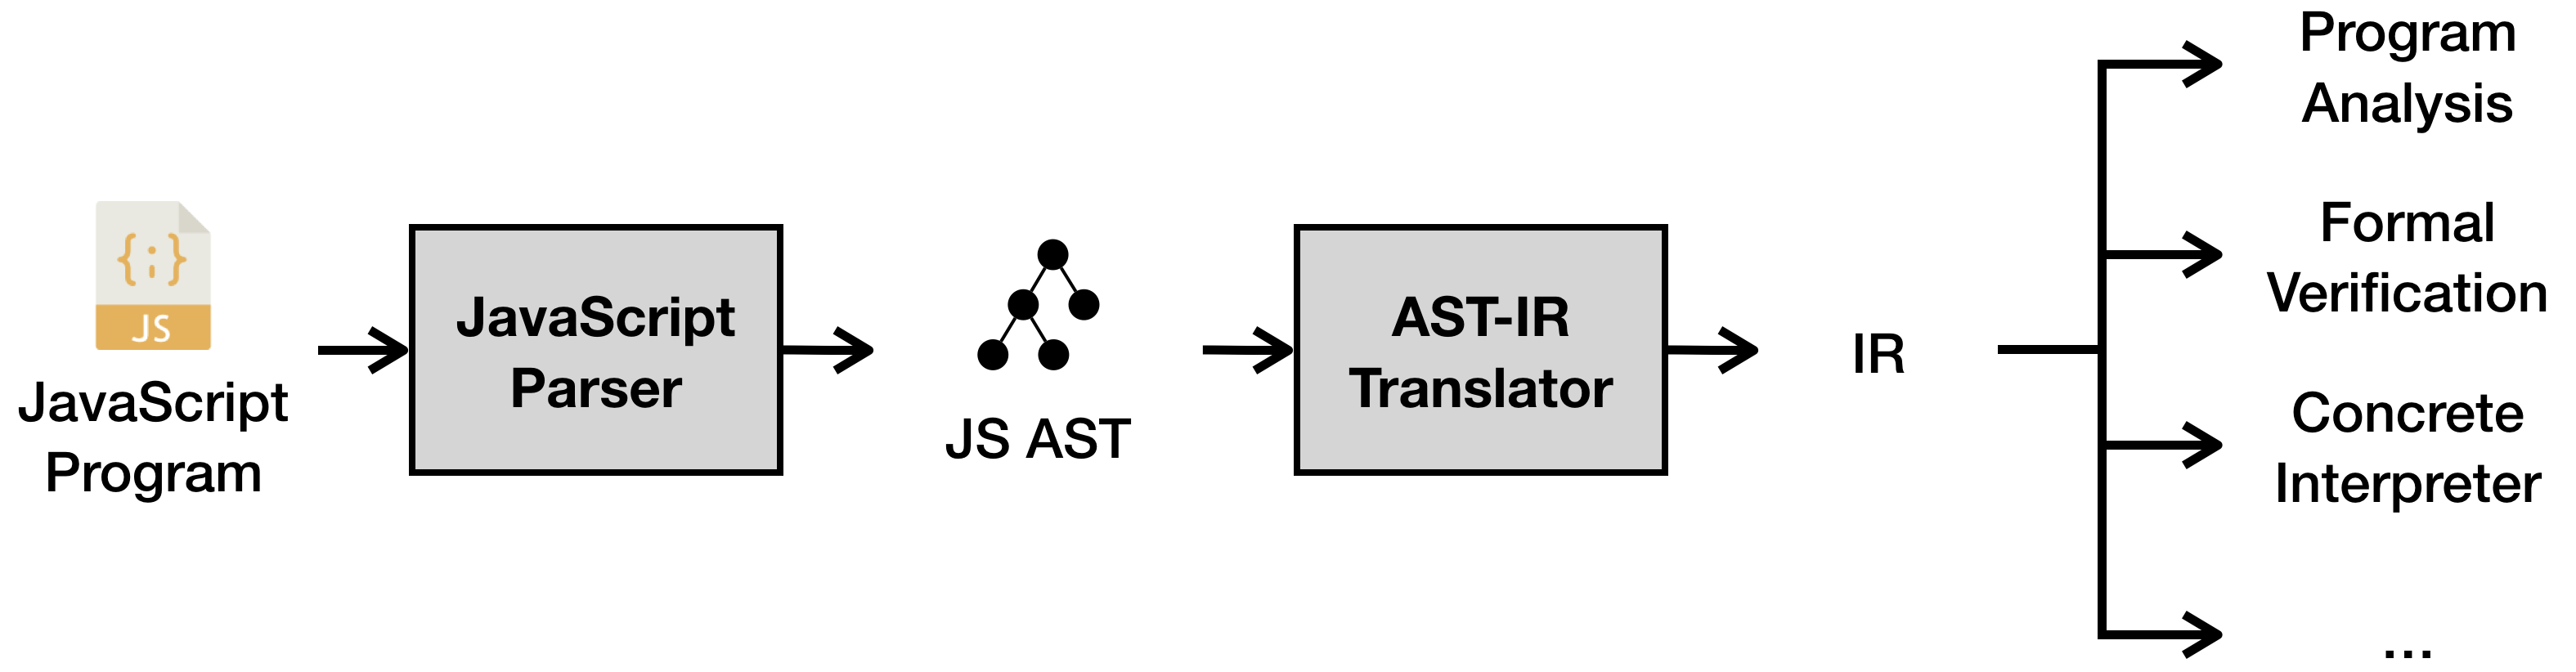 {;}
JS
JavaScript
Program
JavaScript
Parser
JS AST
AST-IR
Translator
IR
Program
Analysis
Formal
Verification
Concrete
Interpreter
...